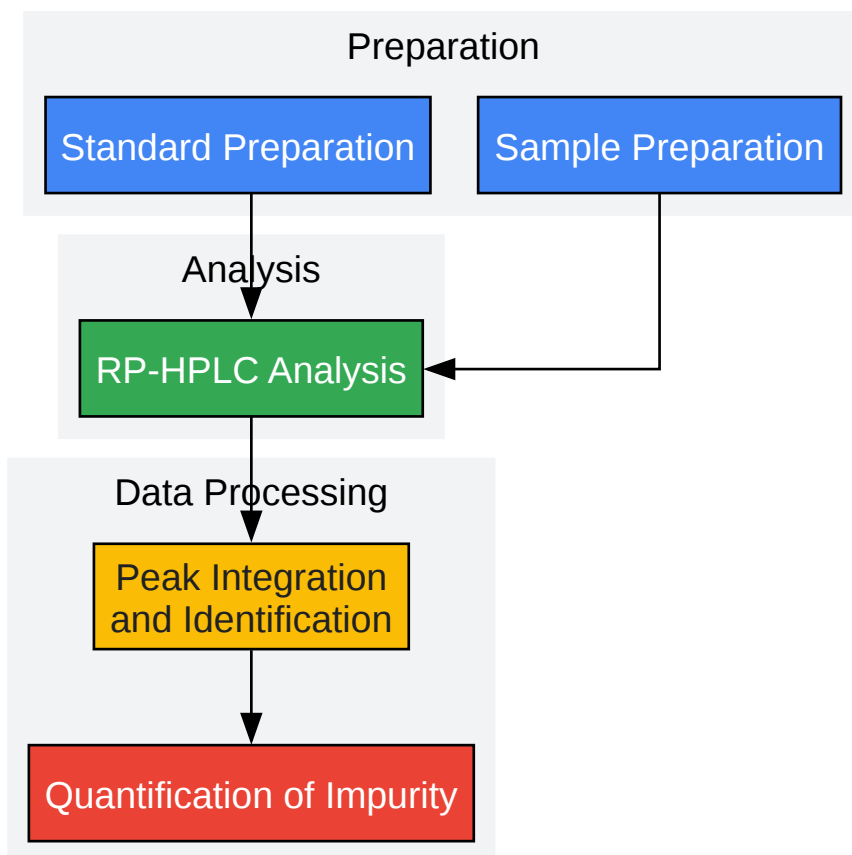 Preparation
Standard Preparation
Sample Preparation
Analysis
RP-HPLC Analysis
Data Processing
Peak Integration
and Identification
Quantification of Impurity